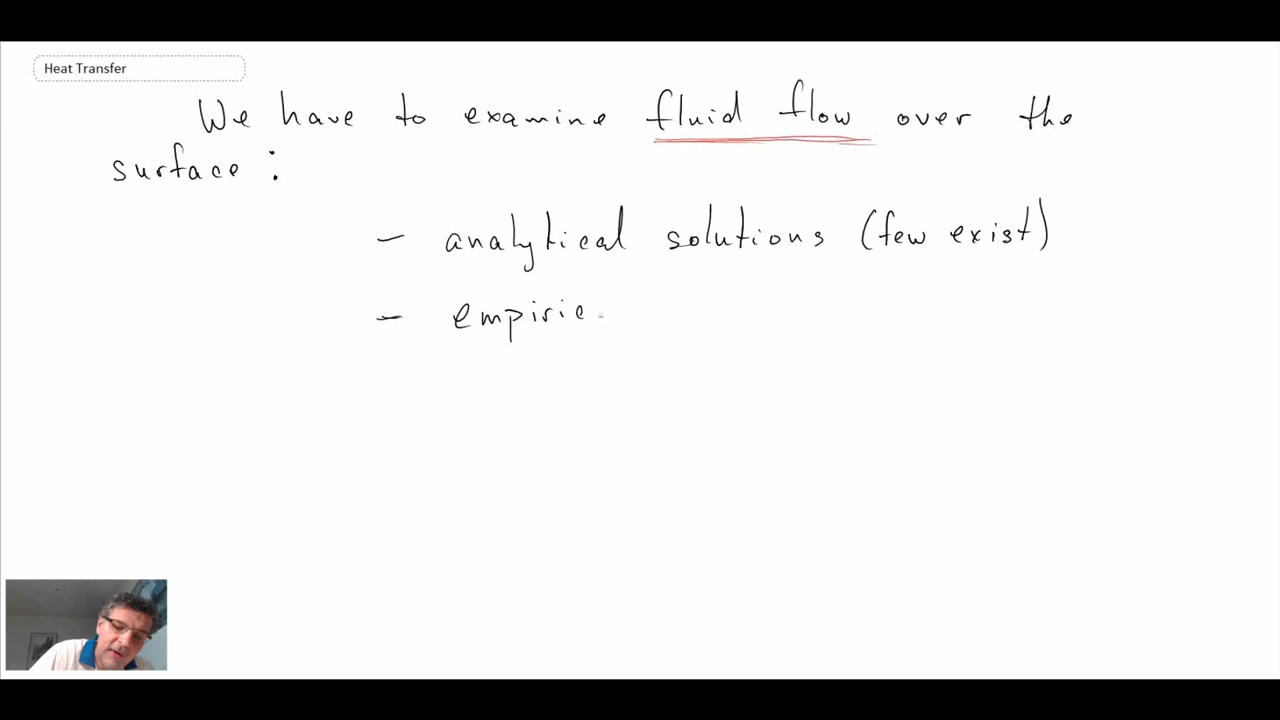 Heat Transfer
We have to examine fluid flow over the
surface :
- analytical solutions (few exist)
- empiric